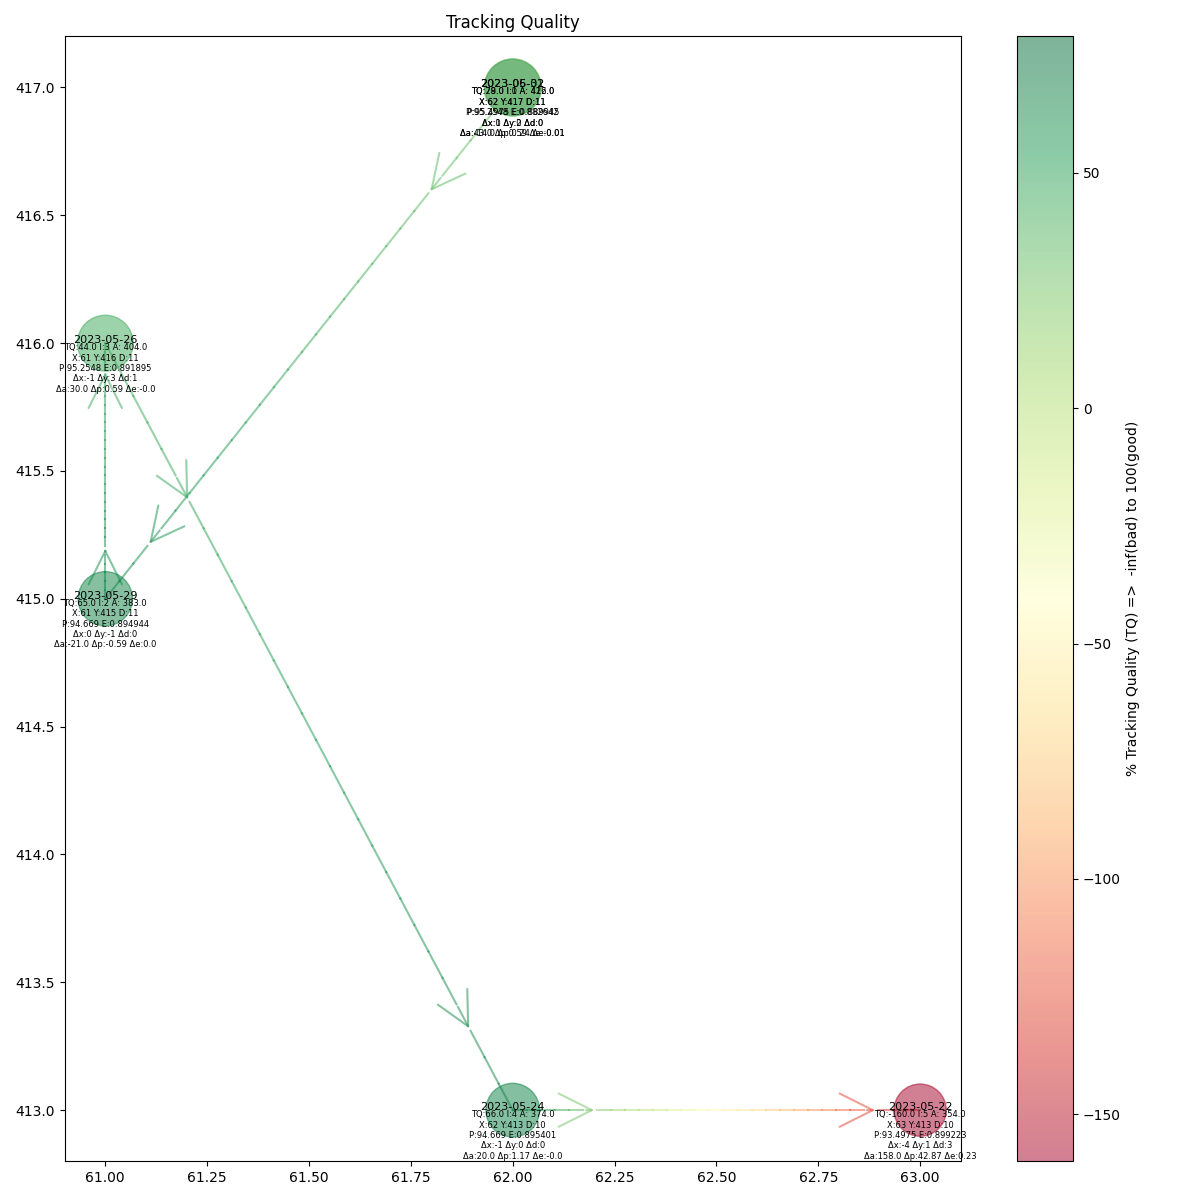 Tracking Quality
417.0
416.5
416.0
415.5
415.0
414.5
414.0
413.5
413.0
X:62 Y:417 D:11
2023-05-26
TQ:44.0 I:3 A: 404.0
X:61 Y:416 D:11
P:95.2548 E:0.891895
Δx:-1 Δy:3 Δd:1
Δa:30.0 Δp:0.59 Δe:-0.0
2023-05-29
TQ:65.0 I:2 A: 383.0
X:61 Y:415 D:11
P:94.669 E:0.894944
Δx:0 Δy:-1 Δd:0
Δa:-21.0 Δp:-0.59 Δe:0.0
2023-05-24
TQ:66.0 I:4 A: 374.0
X:62 Y:413 D:10
P:94.669 E:0.895401
Δx:-1 Δy:0 Δd:0
Δa:20.0 Δp:1.17 Δe:-0.0
2023-05-22
TQ:-160.0 I:5 A: 354.0
X:63 Y:413 D:10
P:93.4975 E:0.899223
Δx:-4 Δy:1 Δd:3
Δa:158.0 Δp:42.87 Δe:0.23
61.00 61.25 61.50 61.75 62.00 62.25 62.50 62.75 63.00
50
0
−50
−100
−150
% Tracking Quality (TQ) => -inf(bad) to 100(good)